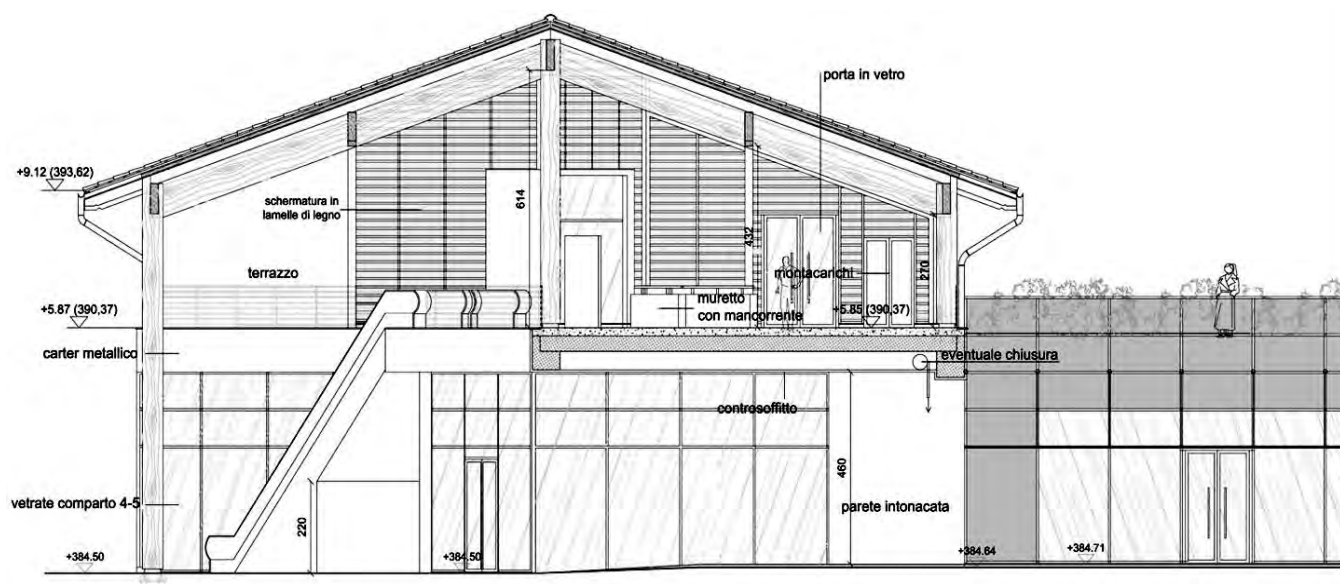 porta in vetro
+9.12 (393,62)
schermatura in
lamelle di legno
614
432
terrazzo
montacarichi
270
muretto
con mancorrente
+5.87 (390,37)
+5.85 (390,37)
carter metallico
eventuale chiusura
controsoffitto
460
vetrate comparto 4-5
220
parete intonacata
+384.50
+384.50
+384.64
+384.71